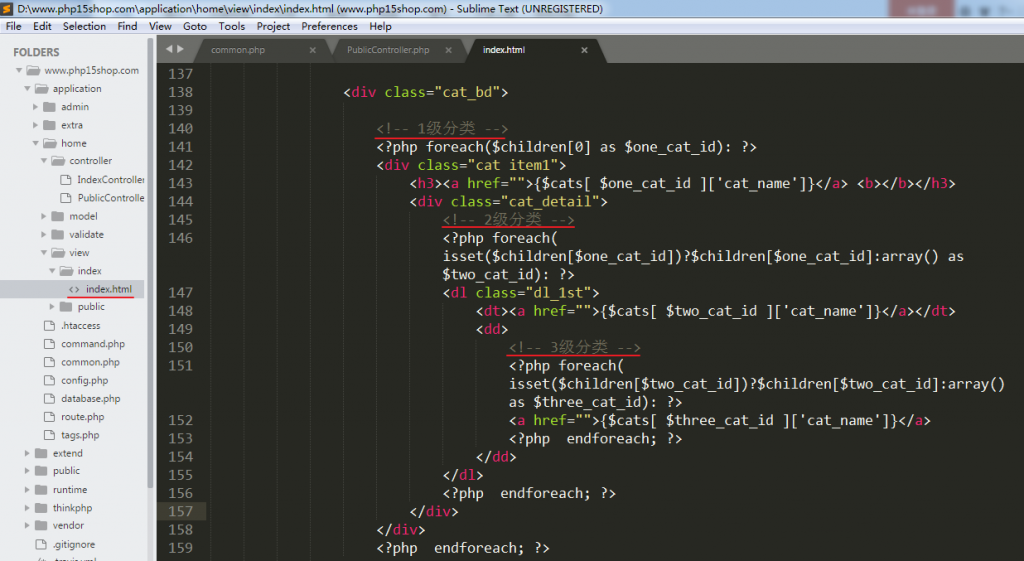 D:\www.php15shop.com\application\home\view\index\index.html (www.php15shop.com) - Sublime Text (UNREGISTERED)
File Edit Selection Find View Goto Tools Project Preferences Help
FOLDERS
www.php15shop.com
application
admin
extra
home
controller
IndexController
PublicControlle
model
validate
view
index
<> index.html
public
.htaccess
command.php
common.php
config.php
database.php
route.php
tags.php
extend
public
runtime
thinkphp
vendor
.gitignore
.travis.yml
common.php × PublicController.php × index.html ×
137
138 <div class="cat_bd">
139
140 <!-- 1级分类 -->
141 <?php foreach($children[0] as $one_cat_id): ?>
142 <div class="cat item1">
143 <h3><a href="">{$cats[ $one_cat_id ]['cat_name']}</a> <b></b></h3>
144 <div class="cat_detail">
145 <!-- 2级分类 -->
146 <?php foreach(
isset($children[$one_cat_id])?$children[$one_cat_id]:array() as
$two_cat_id): ?>
147 <dl class="dl_1st">
148 <dt><a href="">{$cats[ $two_cat_id ]['cat_name']}</a></dt>
149 <dd>
150 <!-- 3级分类 -->
151 <?php foreach(
isset($children[$two_cat_id])?$children[$two_cat_id]:array()
as $three_cat_id): ?>
152 <a href="">{$cats[ $three_cat_id ]['cat_name']}</a>
153 <?php  endforeach; ?>
154 </dd>
155 </dl>
156 <?php  endforeach; ?>
157 </div>
158 </div>
159 <?php  endforeach; ?>